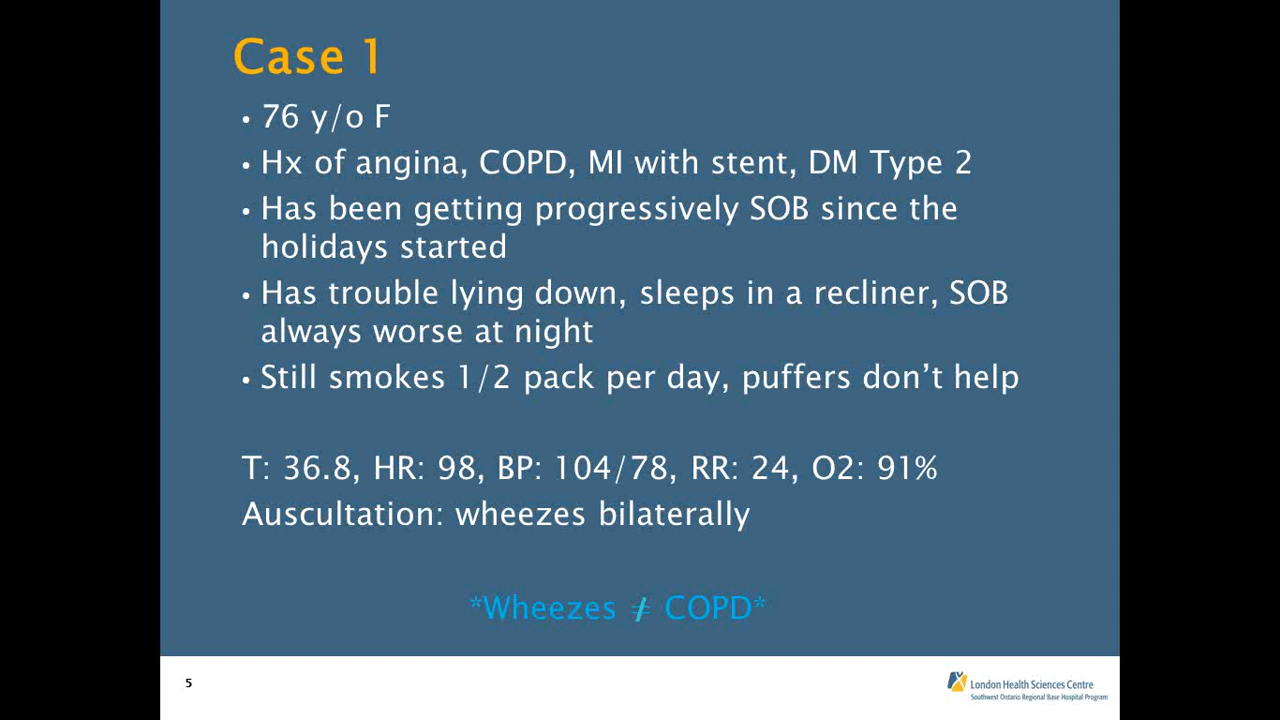 Case 1
• 76 y/o F
• Hx of angina, COPD, MI with stent, DM Type 2
• Has been getting progressively SOB since the
holidays started
• Has trouble lying down, sleeps in a recliner, SOB
always worse at night
• Still smokes 1/2 pack per day, puffers don’t help
T: 36.8, HR: 98, BP: 104/78, RR: 24, O2: 91%
Auscultation: wheezes bilaterally
*Wheezes ≠ COPD*
5
London Health Sciences Centre
Southwest Ontario Regional Base Hospital Program